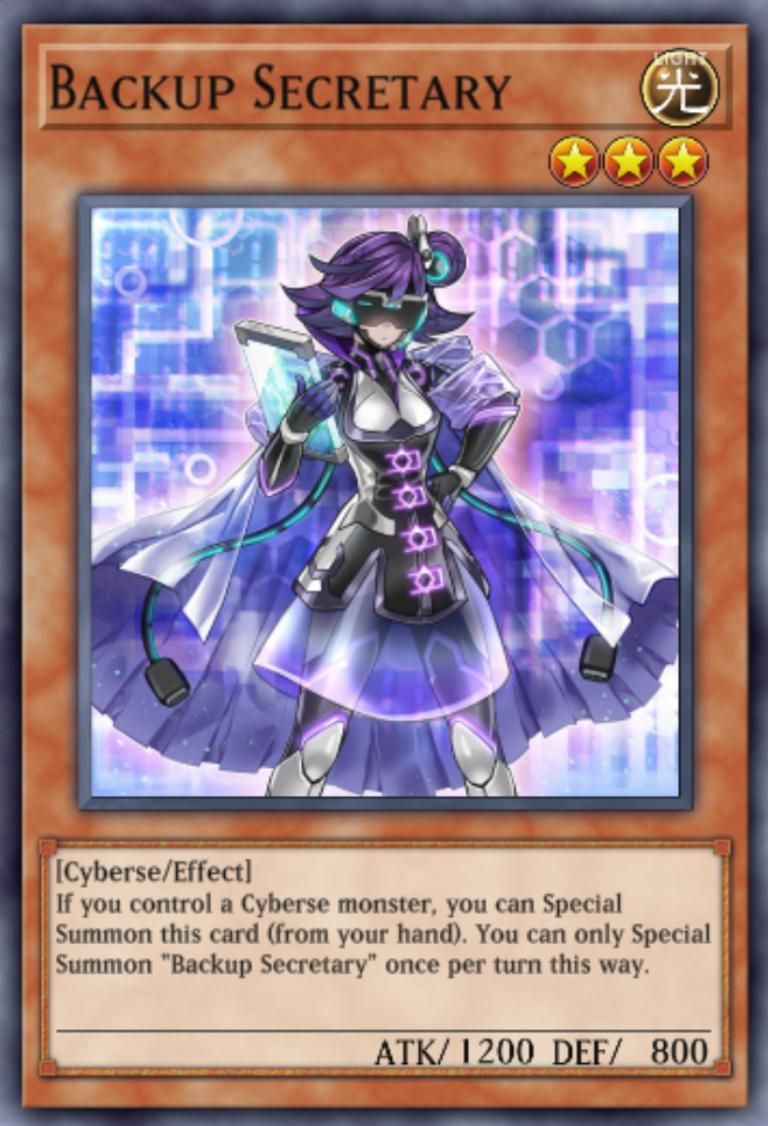 BACKUP SECRETARY
LIGHT
光
[Cyberse/Effect]
If you control a Cyberse monster, you can Special
Summon this card (from your hand). You can only Special
Summon "Backup Secretary" once per turn this way.
ATK/ 1200 DEF/ 800